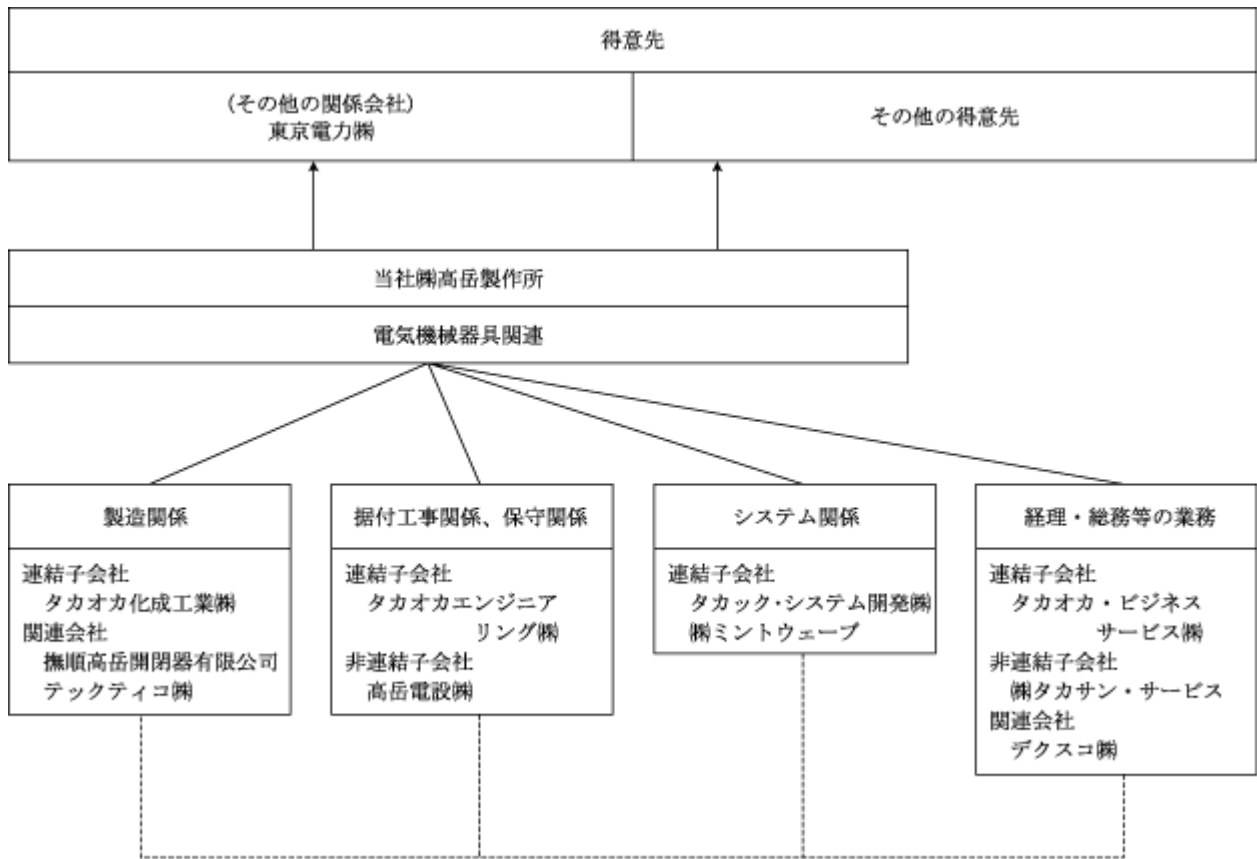 得意先
(その他の関係会社)
東京電力㈱
その他の得意先
当社㈱高岳製作所
電気機械器具関連
製造関係
連結子会社
タカオカ化成工業㈱
関連会社
撫順高岳開閉器有限公司
テックティコ㈱
据付工事関係、保守関係
連結子会社
タカオカエンジニア
リング㈱
非連結子会社
高岳電設㈱
システム関係
連結子会社
タカック・システム開発㈱
㈱ミントウェーブ
経理・総務等の業務
連結子会社
タカオカ・ビジネス
サービス㈱
非連結子会社
㈱タカサン・サービス
関連会社
デクスコ㈱